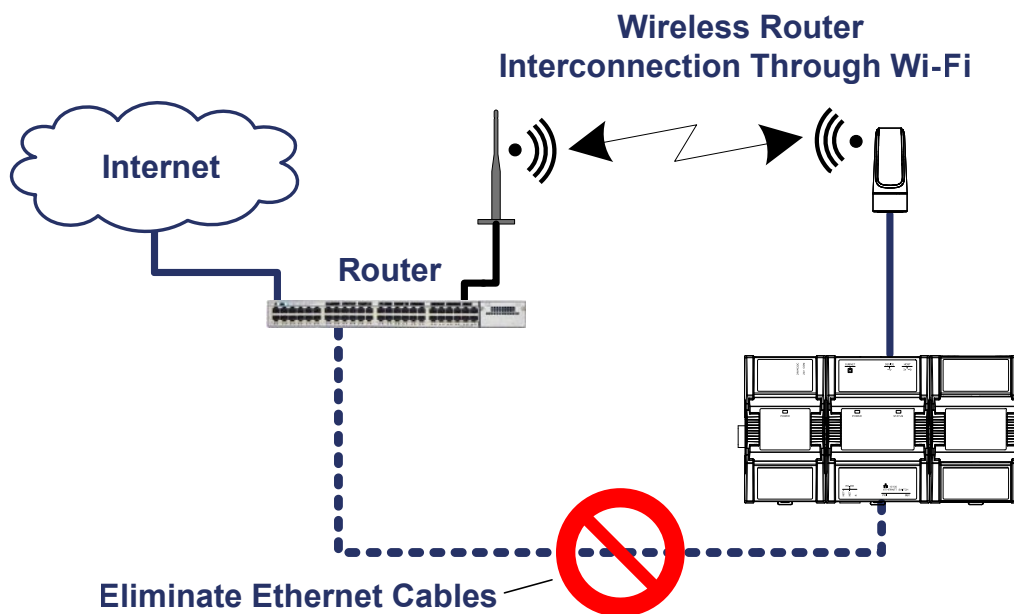 Wireless Router
Interconnection Through Wi-Fi
Internet
Router
Eliminate Ethernet Cables